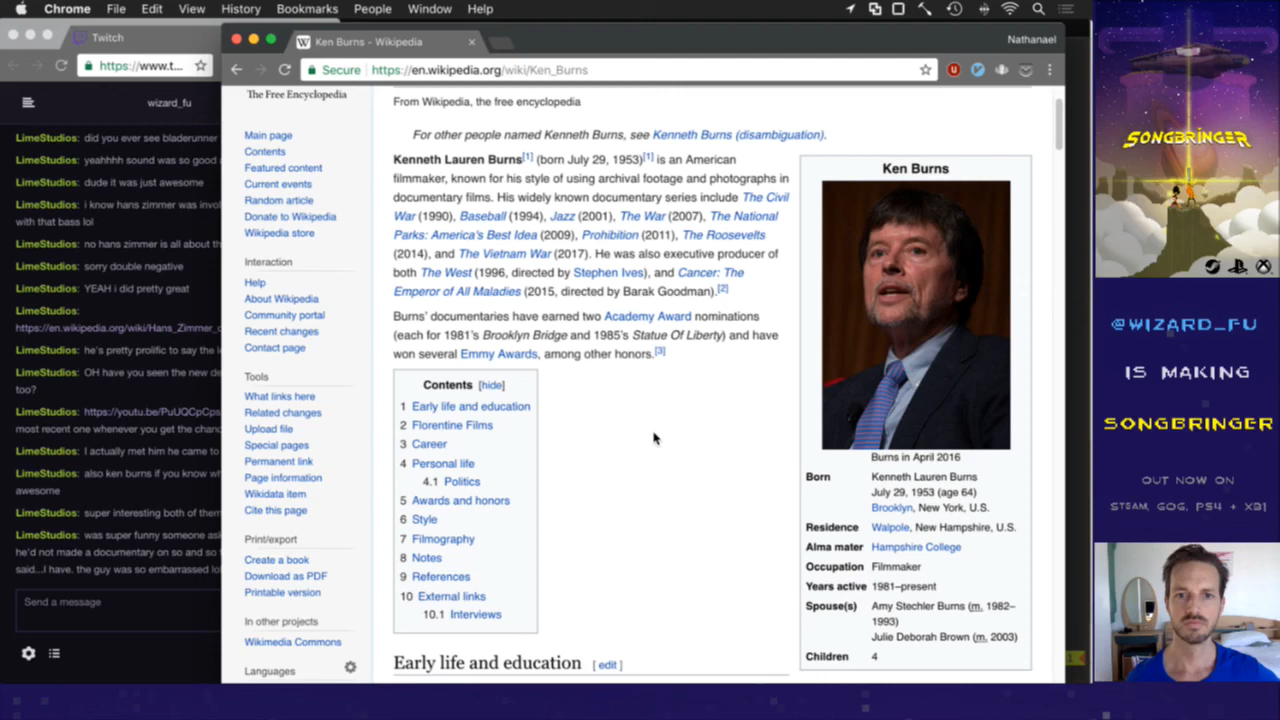 Chrome File Edit View History Bookmarks People Window Help
Twitch
https://www.t...
wizard_fu
LimeStudios: did you ever see bladerunner
LimeStudios: yeahhhh sound was so good
LimeStudios: dude it was just awesome
LimeStudios: i know hans zimmer was
with that bass lol
LimeStudios: no hans zimmer is all about
LimeStudios: sorry double negative
LimeStudios: YEAH i did pretty great
LimeStudios:
https://en.wikipedia.org/wiki/Hans_Zimmer_
LimeStudios: he's pretty prolific to say the
LimeStudios: OH have you seen the new
too?
LimeStudios: https://youtu.be/PuUQCpCps
most recent one whenever you get the
LimeStudios: I actually met him he came to
LimeStudios: also ken burns if you know
awesome
LimeStudios: super interesting both of
LimeStudios: was super funny someone
he'd not made a documentary on so and so
said...I have. the guy was so embarrassed
Send a message
Ken Burns - Wikipedia
Nathanael
Secure https://en.wikipedia.org/wiki/Ken_Burns
The Free Encyclopedia
Main page
Contents
Featured content
Current events
Random article
Donate to Wikipedia
Wikipedia store
Interaction
Help
About Wikipedia
Community portal
Recent changes
Contact page
Tools
What links here
Related changes
Upload file
Special pages
Permanent link
Page information
Wikidata item
Cite this page
Print/export
Create a book
Download as PDF
Printable version
In other projects
Wikimedia Commons
Languages
From Wikipedia, the free encyclopedia
For other people named Kenneth Burns, see Kenneth Burns (disambiguation).
Kenneth Lauren Burns[1] (born July 29, 1953)[1] is an American
filmmaker, known for his style of using archival footage and photographs in
documentary films. His widely known documentary series include The Civil
War (1990), Baseball (1994), Jazz (2001), The War (2007), The National
Parks: America's Best Idea (2009), Prohibition (2011), The Roosevelts
(2014), and The Vietnam War (2017). He was also executive producer of
both The West (1996, directed by Stephen Ives), and Cancer: The
Emperor of All Maladies (2015, directed by Barak Goodman).[2]
Burns' documentaries have earned two Academy Award nominations
(each for 1981's Brooklyn Bridge and 1985's Statue Of Liberty) and have
won several Emmy Awards, among other honors.[3]
Contents [hide]
1 Early life and education
2 Florentine Films
3 Career
4 Personal life
4.1 Politics
5 Awards and honors
6 Style
7 Filmography
8 Notes
9 References
10 External links
10.1 Interviews
Early life and education [ edit ]
Ken Burns
Burns in April 2016
Born Kenneth Lauren Burns
July 29, 1953 (age 64)
Brooklyn, New York, U.S.
Residence Walpole, New Hampshire, U.S.
Alma mater Hampshire College
Occupation Filmmaker
Years active 1981–present
Spouse(s) Amy Stechler Burns (m. 1982–
1993)
Julie Deborah Brown (m. 2003)
Children 4
SONGBRINGER
@WIZARD_FU
IS MAKING
SONGBRINGER
OUT NOW ON
STEAM, GOG, PS4 + XB1